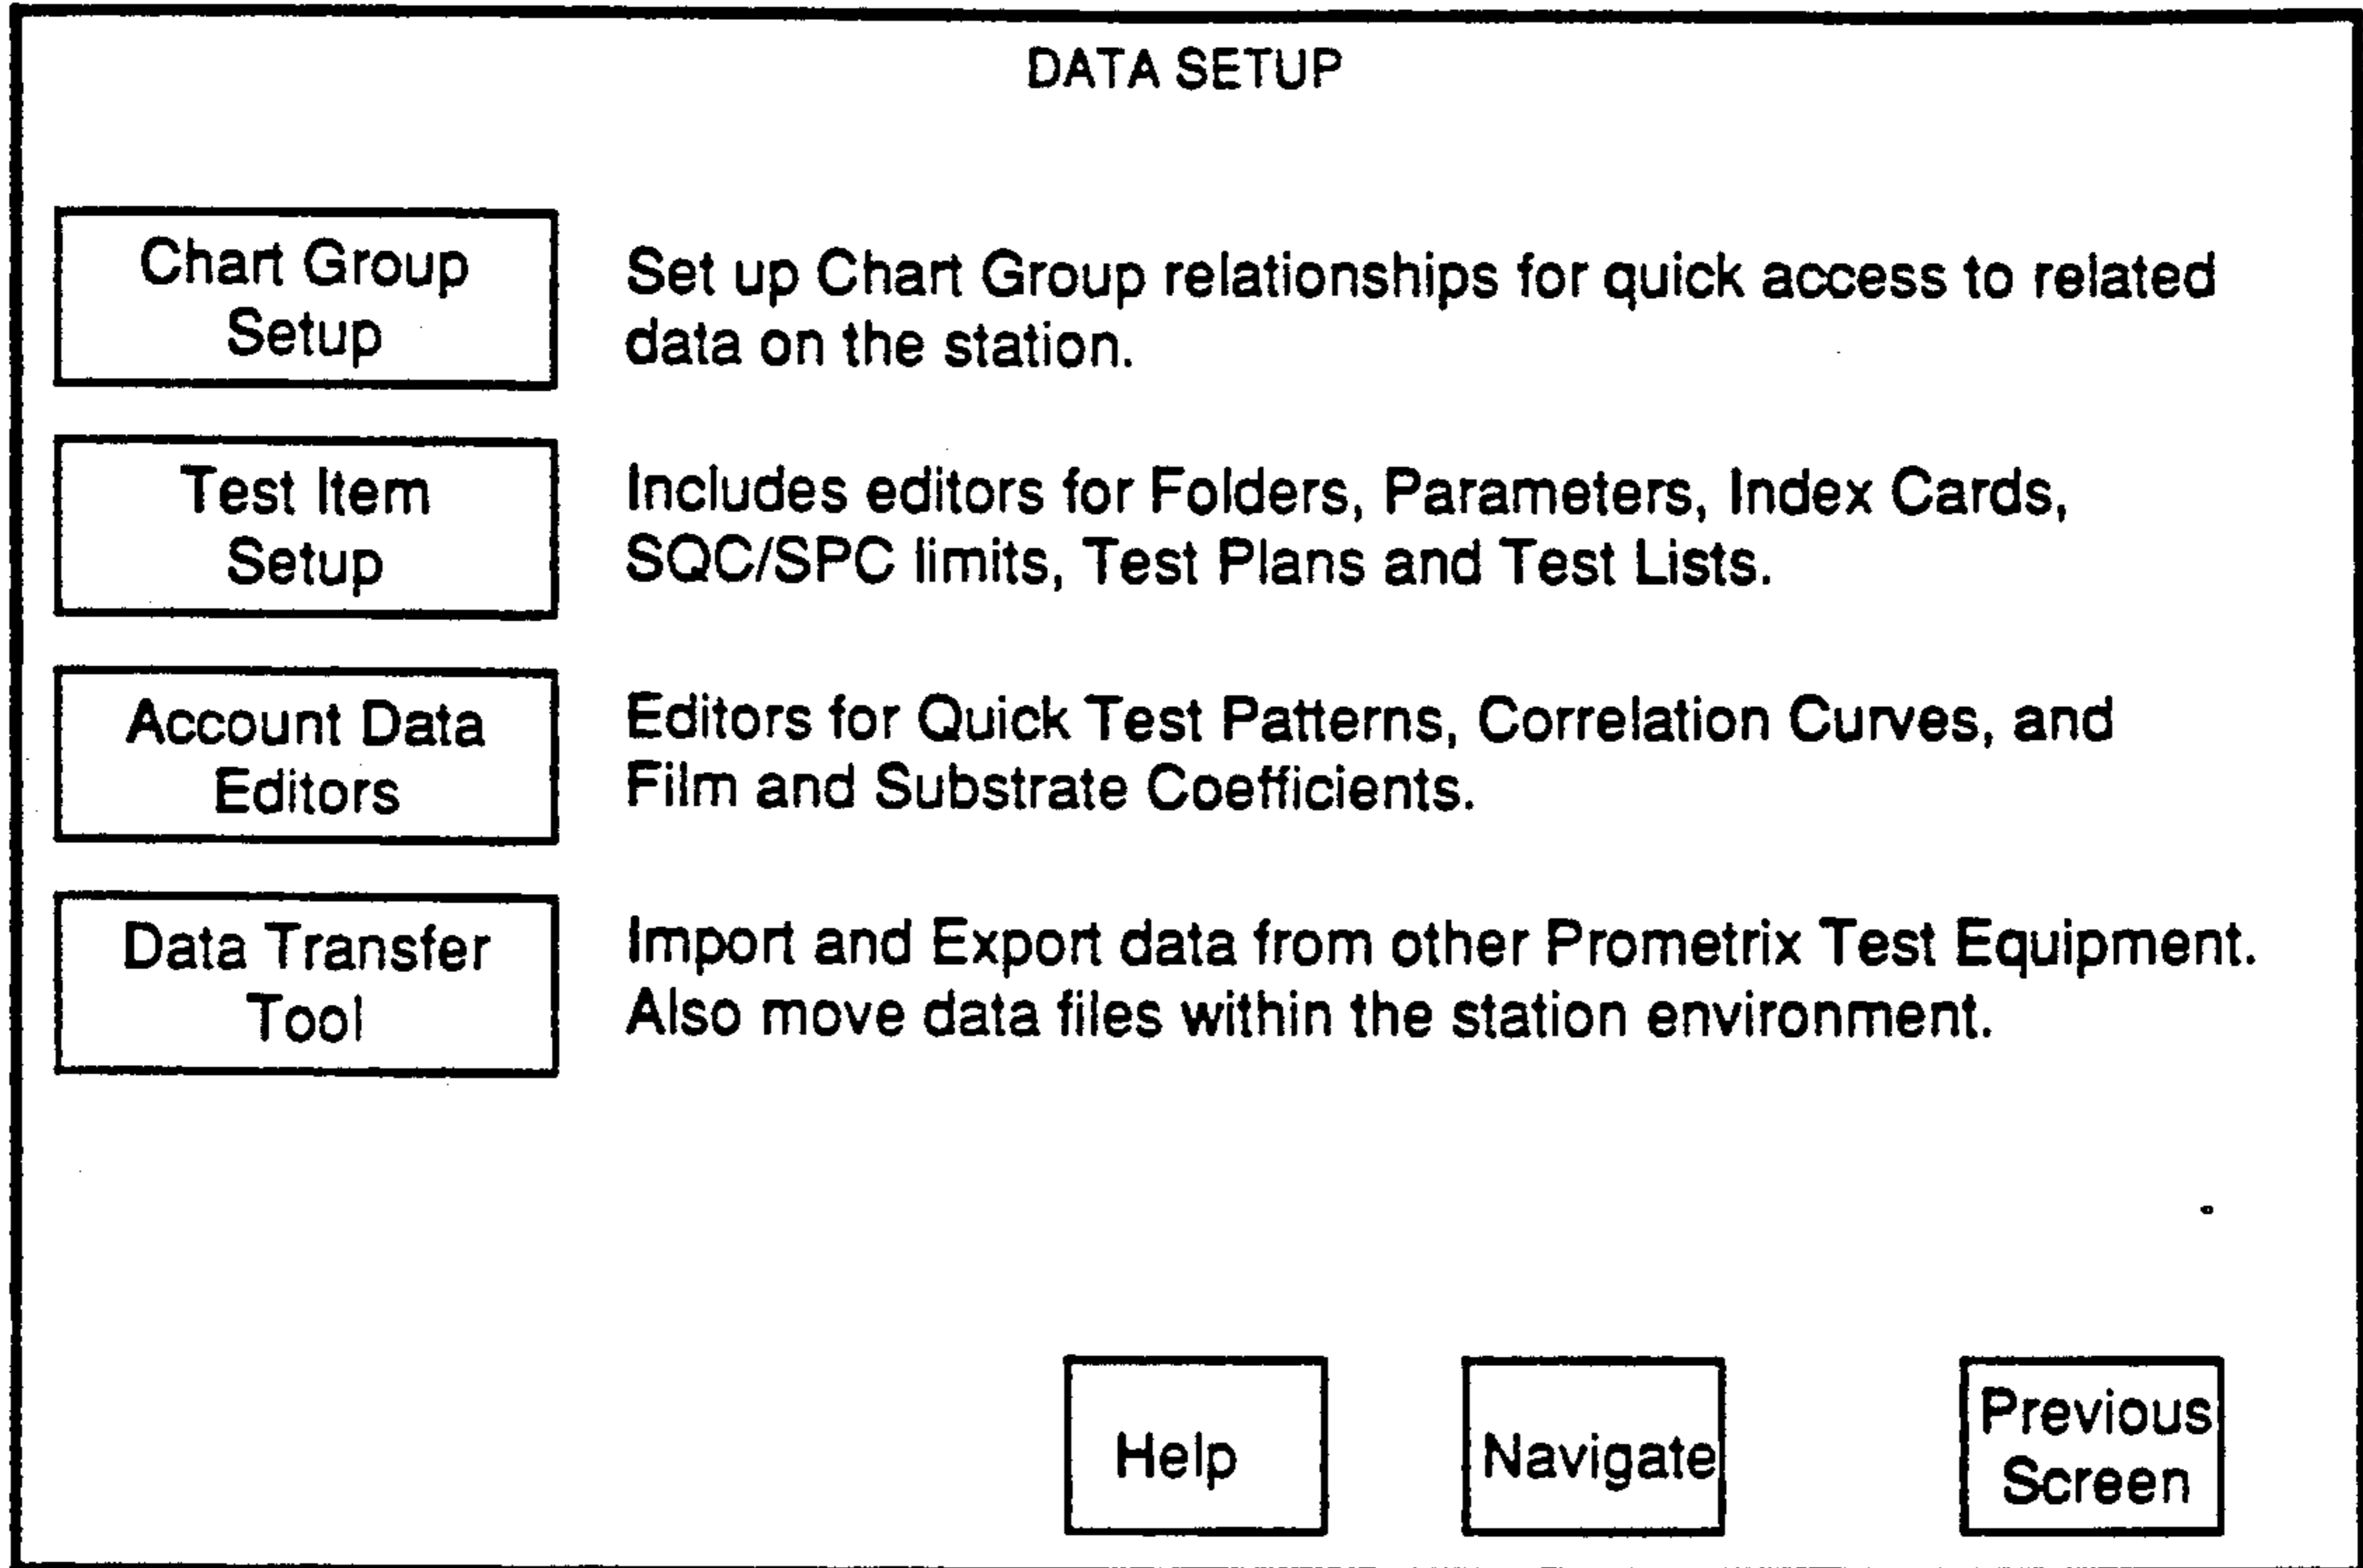 DATA SETUP
Chart Group
Setup
Set up Chart Group relationships for quick access to related
data on the station.
Test Item
Setup
Includes editors for Folders, Parameters, Index Cards,
SQC/SPC limits, Test Plans and Test Lists.
Account Data
Editors
Editors for Quick Test Patterns, Correlation Curves, and
Film and Substrate Coefficients.
Data Transfer
Tool
Import and Export data from other Prometrix Test Equipment.
Also move data files within the station environment.
Help
Navigate
Previous
Screen